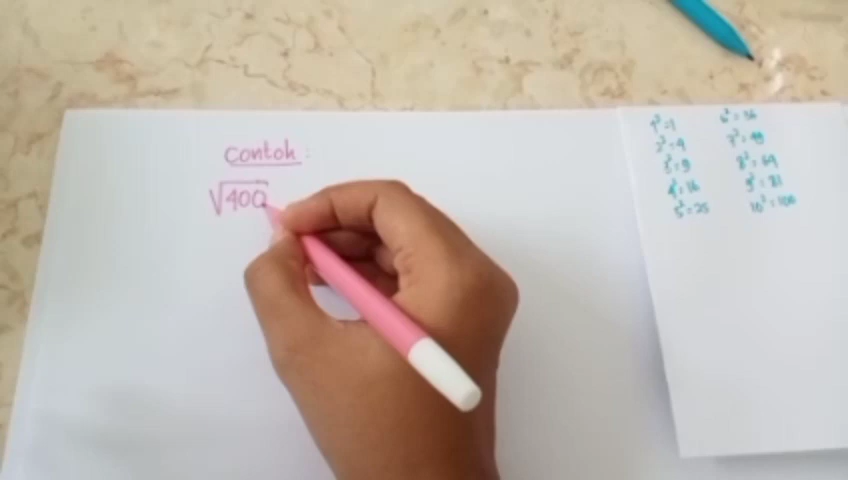 Contoh :
√400
1² = 1
2² = 4
3² = 9
4² = 16
5² = 25
6² = 36
7² = 49
8² = 64
9² = 81
10² = 100